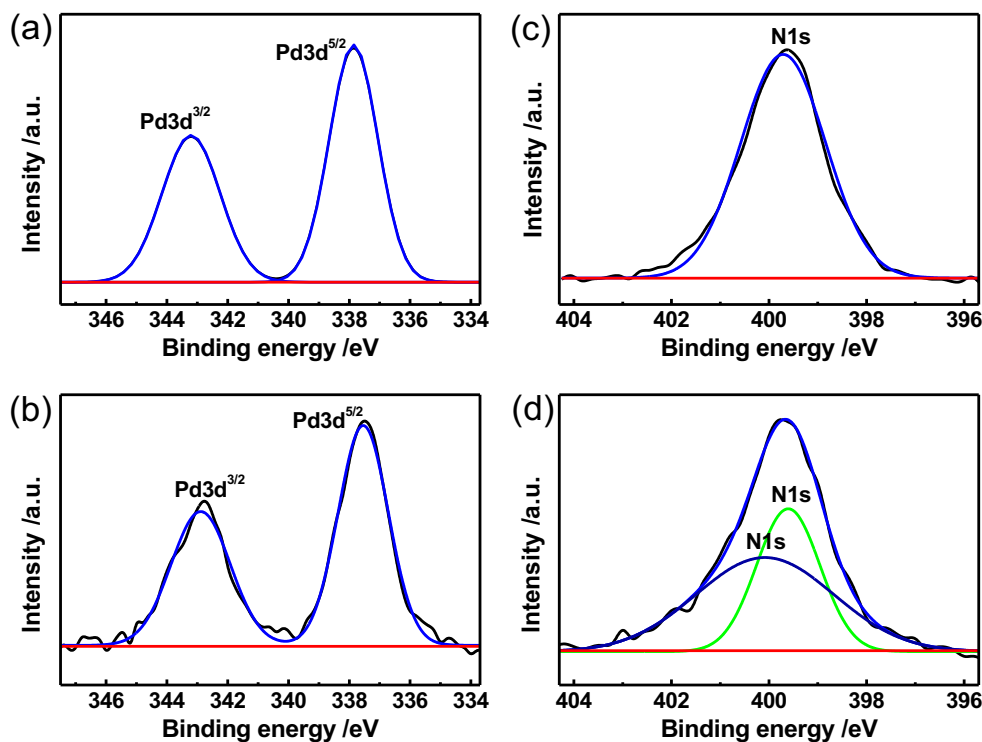 (a)
Pd3d3/2
Pd3d5/2
Intensity /a.u.
346 344 342 340 338 336 334
Binding energy /eV
(c)
N1s
Intensity /a.u.
404 402 400 398 396
Binding energy /eV
(b)
Pd3d3/2
Pd3d5/2
Intensity /a.u.
346 344 342 340 338 336 334
Binding energy /eV
(d)
N1s
N1s
Intensity /a.u.
404 402 400 398 396
Binding energy /eV